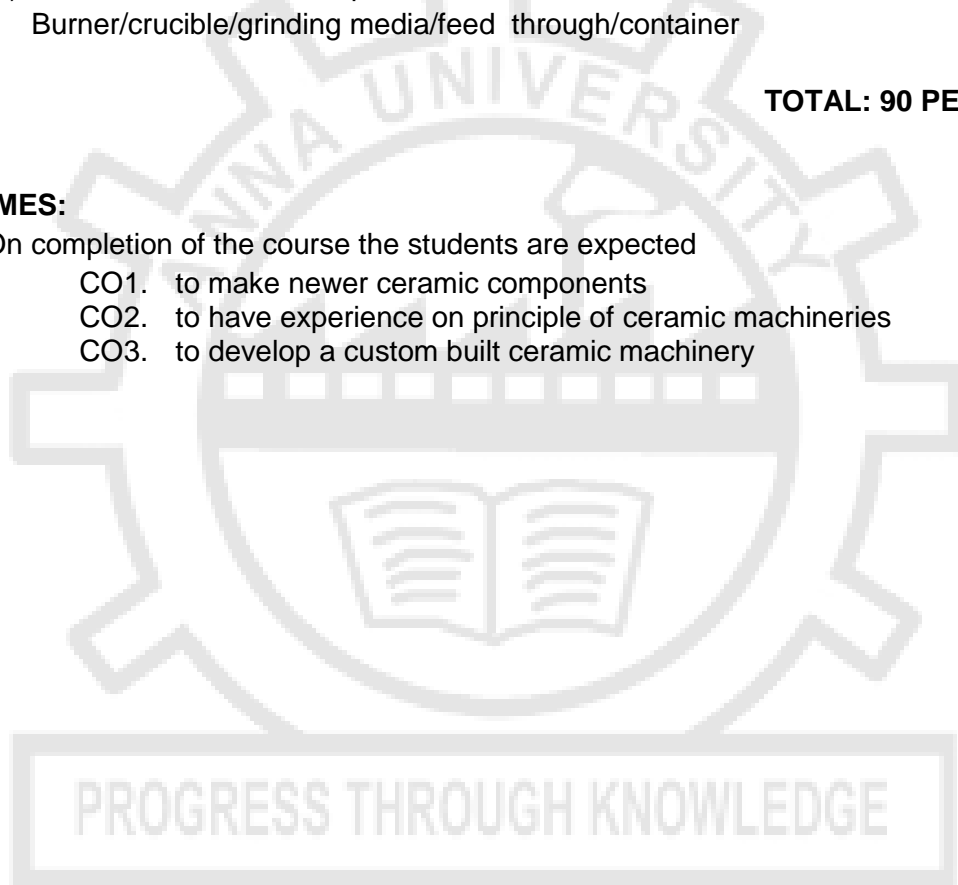 Burner/crucible/grinding media/feed through/container
TOTAL: 90 PE
MES:
On completion of the course the students are expected
CO1. to make newer ceramic components
CO2. to have experience on principle of ceramic machineries
CO3. to develop a custom built ceramic machinery
ANNA UNIVERSITY
PROGRESS THROUGH KNOWLEDGE